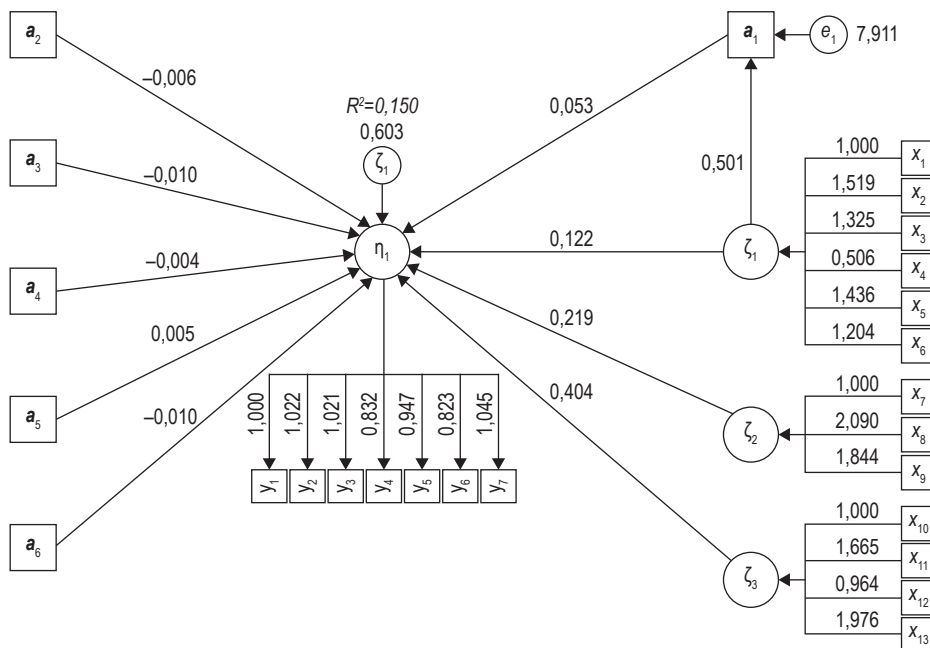 a₂
a₁
e₁ 7,911
–0,006
R²=0,150
0,603
ζ₁
0,053
a₃
–0,010
0,501
1,000 x₁
1,519 x₂
1,325 x₃
0,506 x₄
1,436 x₅
1,204 x₆
η₁
0,122
ζ₁
a₄
–0,004
0,005
0,219
a₅
–0,010
0,404
1,000 1,022 1,021 0,832 0,947 0,823 1,045
y₁ y₂ y₃ y₄ y₅ y₆ y₇
ζ₂
1,000 x₇
2,090 x₈
1,844 x₉
a₆
ζ₃
1,000 x₁₀
1,665 x₁₁
0,964 x₁₂
1,976 x₁₃